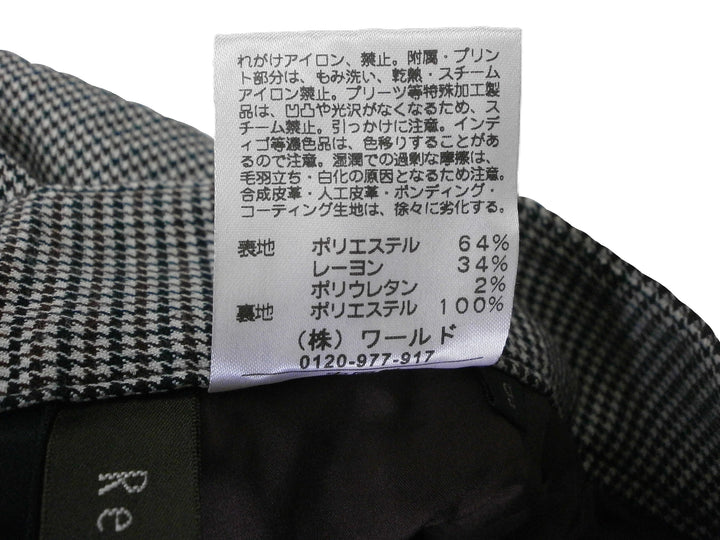 れがけアイロン、禁止。附属・プリン
ト部分は、もみ洗い、乾熱・スチーム
アイロン禁止。プリーツ等特殊加工製
品は、凹凸や光沢がなくなるため、ス
チーム禁止。引っかけに注意。インデ
ィゴ等濃色品は、色移りすることがあ
るので注意。湿潤での過剰な摩擦は、
毛羽立ち・白化の原因となるため注意。
合成皮革・人工皮革・ボンディング・
コーティング生地は、徐々に劣化する。
表地 ポリエステル 64%
レーヨン 34%
ポリウレタン 2%
裏地 ポリエステル 100%
(株)ワールド
0120-977-917
Re